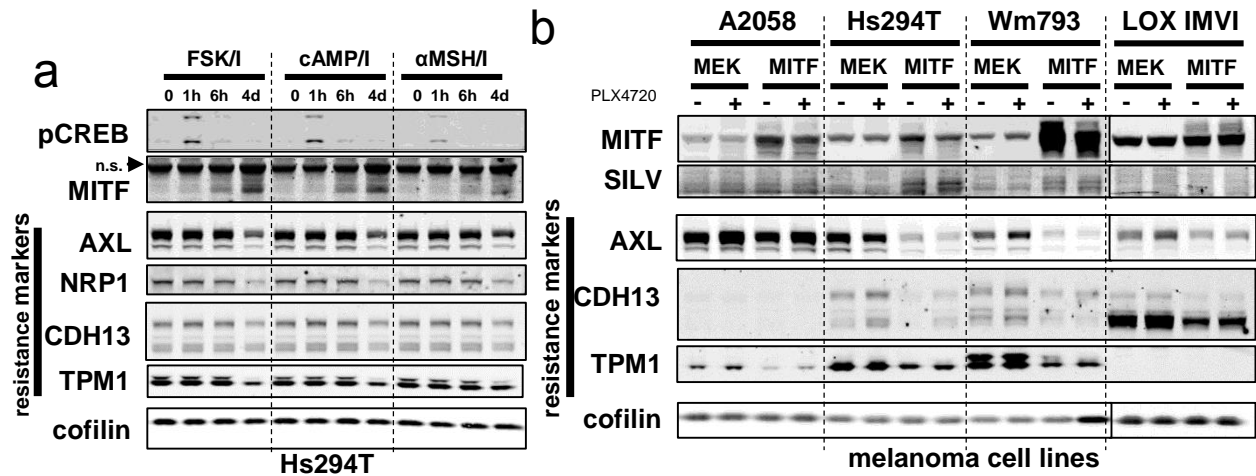 a
FSK/I cAMP/I αMSH/I
0 1h 6h 4d 0 1h 6h 4d 0 1h 6h 4d
pCREB
n.s.
MITF
resistance markers
AXL
NRP1
CDH13
TPM1
cofilin
Hs294T
b
A2058 Hs294T Wm793 LOX IMVI
MEK MITF MEK MITF MEK MITF MEK MITF
PLX4720 - + - + - + - + - + - + - + - +
MITF
SILV
resistance markers
AXL
CDH13
TPM1
cofilin
melanoma cell lines